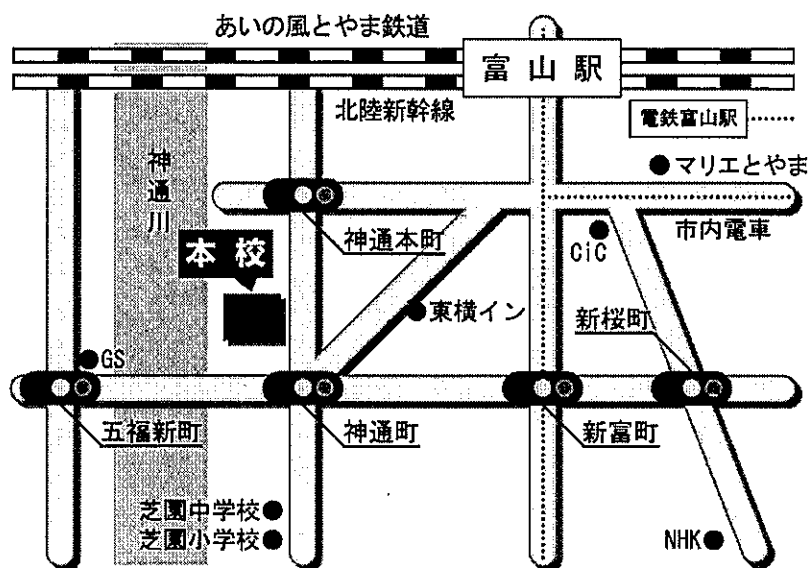 あいの風とやま鉄道
富山駅
北陸新幹線
電鉄富山駅
神通川
マリエとやま
神通本町
CiC
市内電車
本校
東横イン
新桜町
GS
五福新町
神通町
新富町
芝園中学校
芝園小学校
NHK